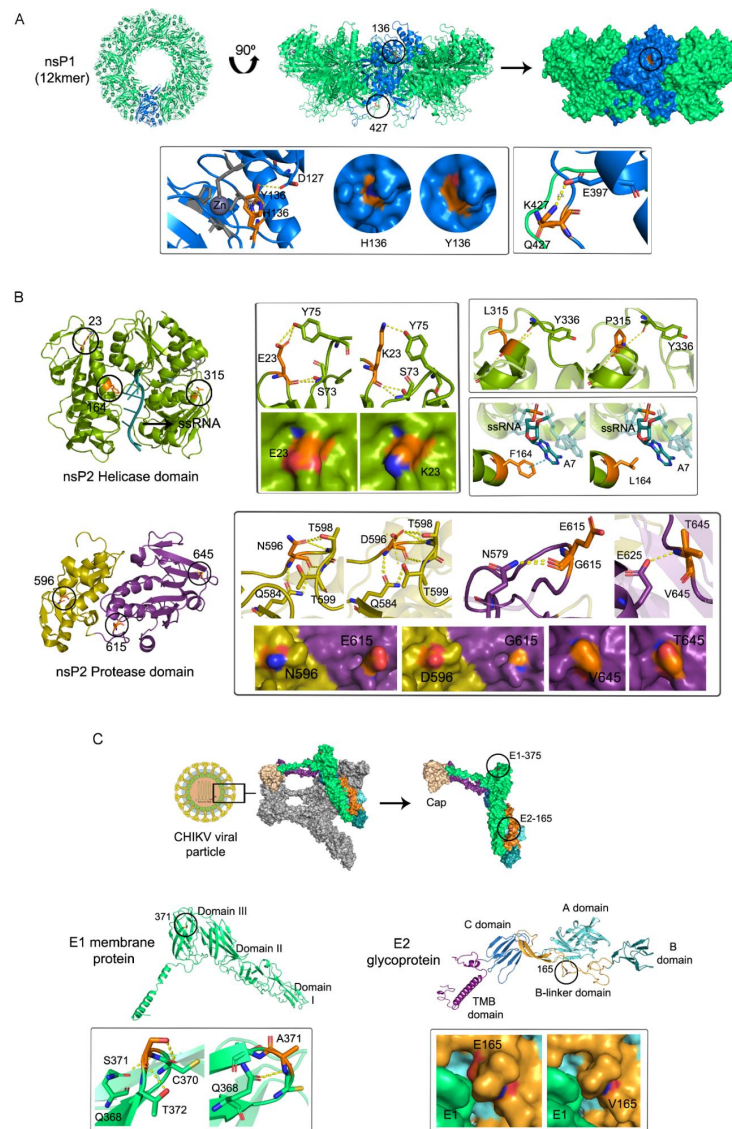 A
nsP1
(12kmer)
90º
136
427
D127
Y136
Zn
H136
H136
Y136
E397
K427
Q427
B
23
164
315
ssRNA
nsP2 Helicase domain
Y75
E23
S73
Y75
K23
S73
E23
K23
L315
Y336
P315
Y336
ssRNA
F164
A7
ssRNA
L164
A7
596
645
615
nsP2 Protease domain
T598
N596
Q584
T599
T598
D596
Q584
T599
E615
N579
G615
T645
E625
V645
E615
N596
G615
D596
V645
T645
C
CHIKV viral
particle
Cap
E1-375
E2-165
E1 membrane
protein
371
Domain III
Domain II
Domain
I
S371
C370
Q368
T372
A371
Q368
E2
glycoprotein
C domain
A domain
B
domain
165
B-linker domain
TMB
domain
E165
E1
V165
E1